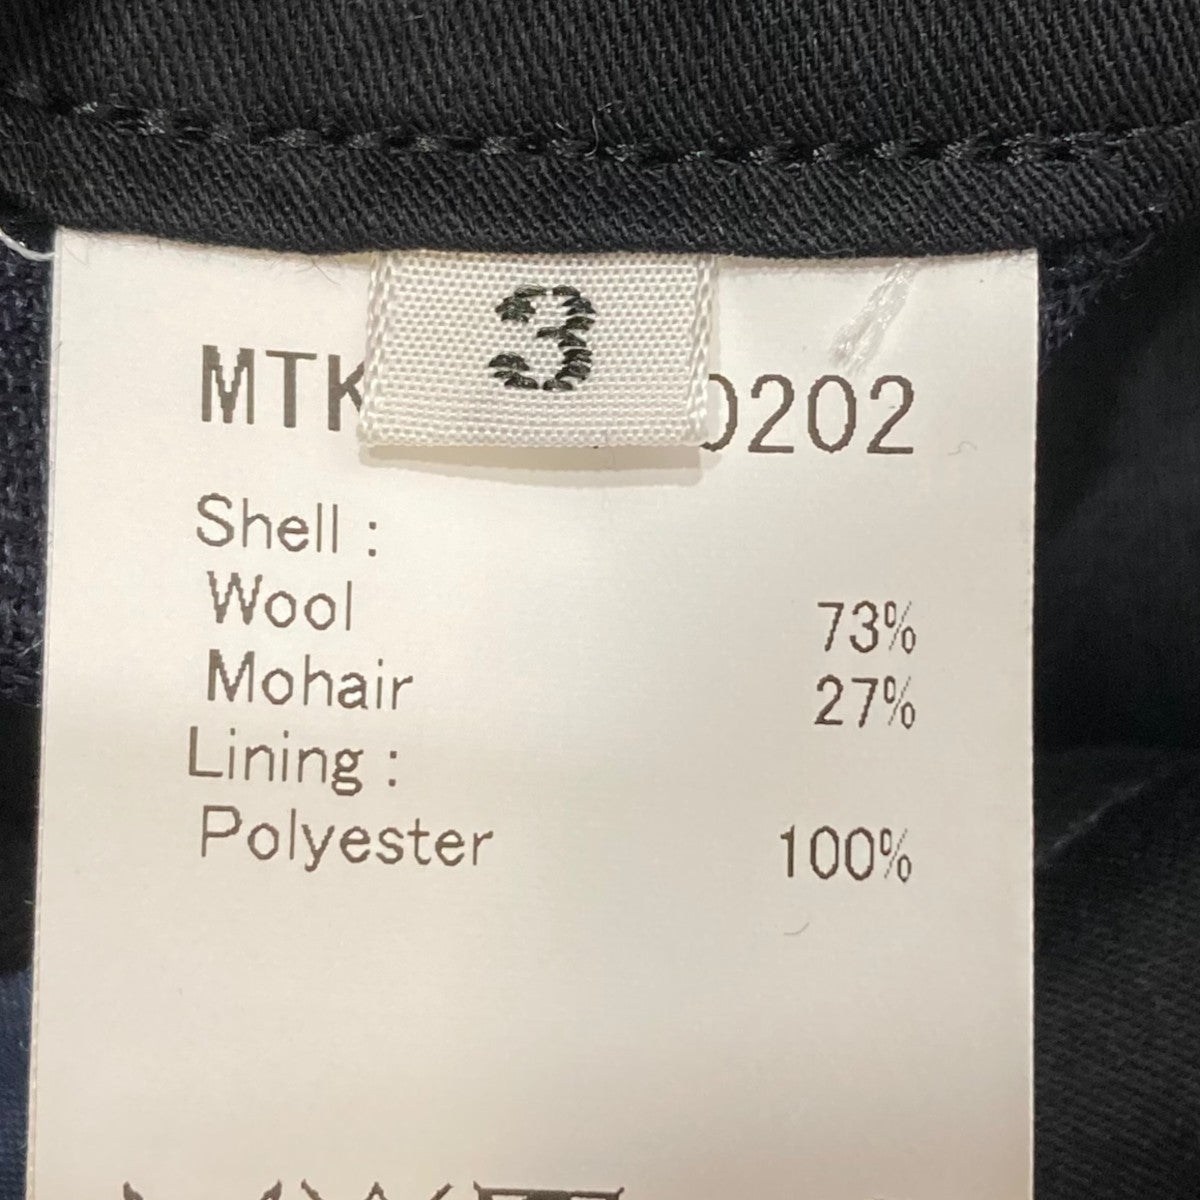 3
MTK 0202
Shell :
Wool 73%
Mohair 27%
Lining :
Polyester 100%